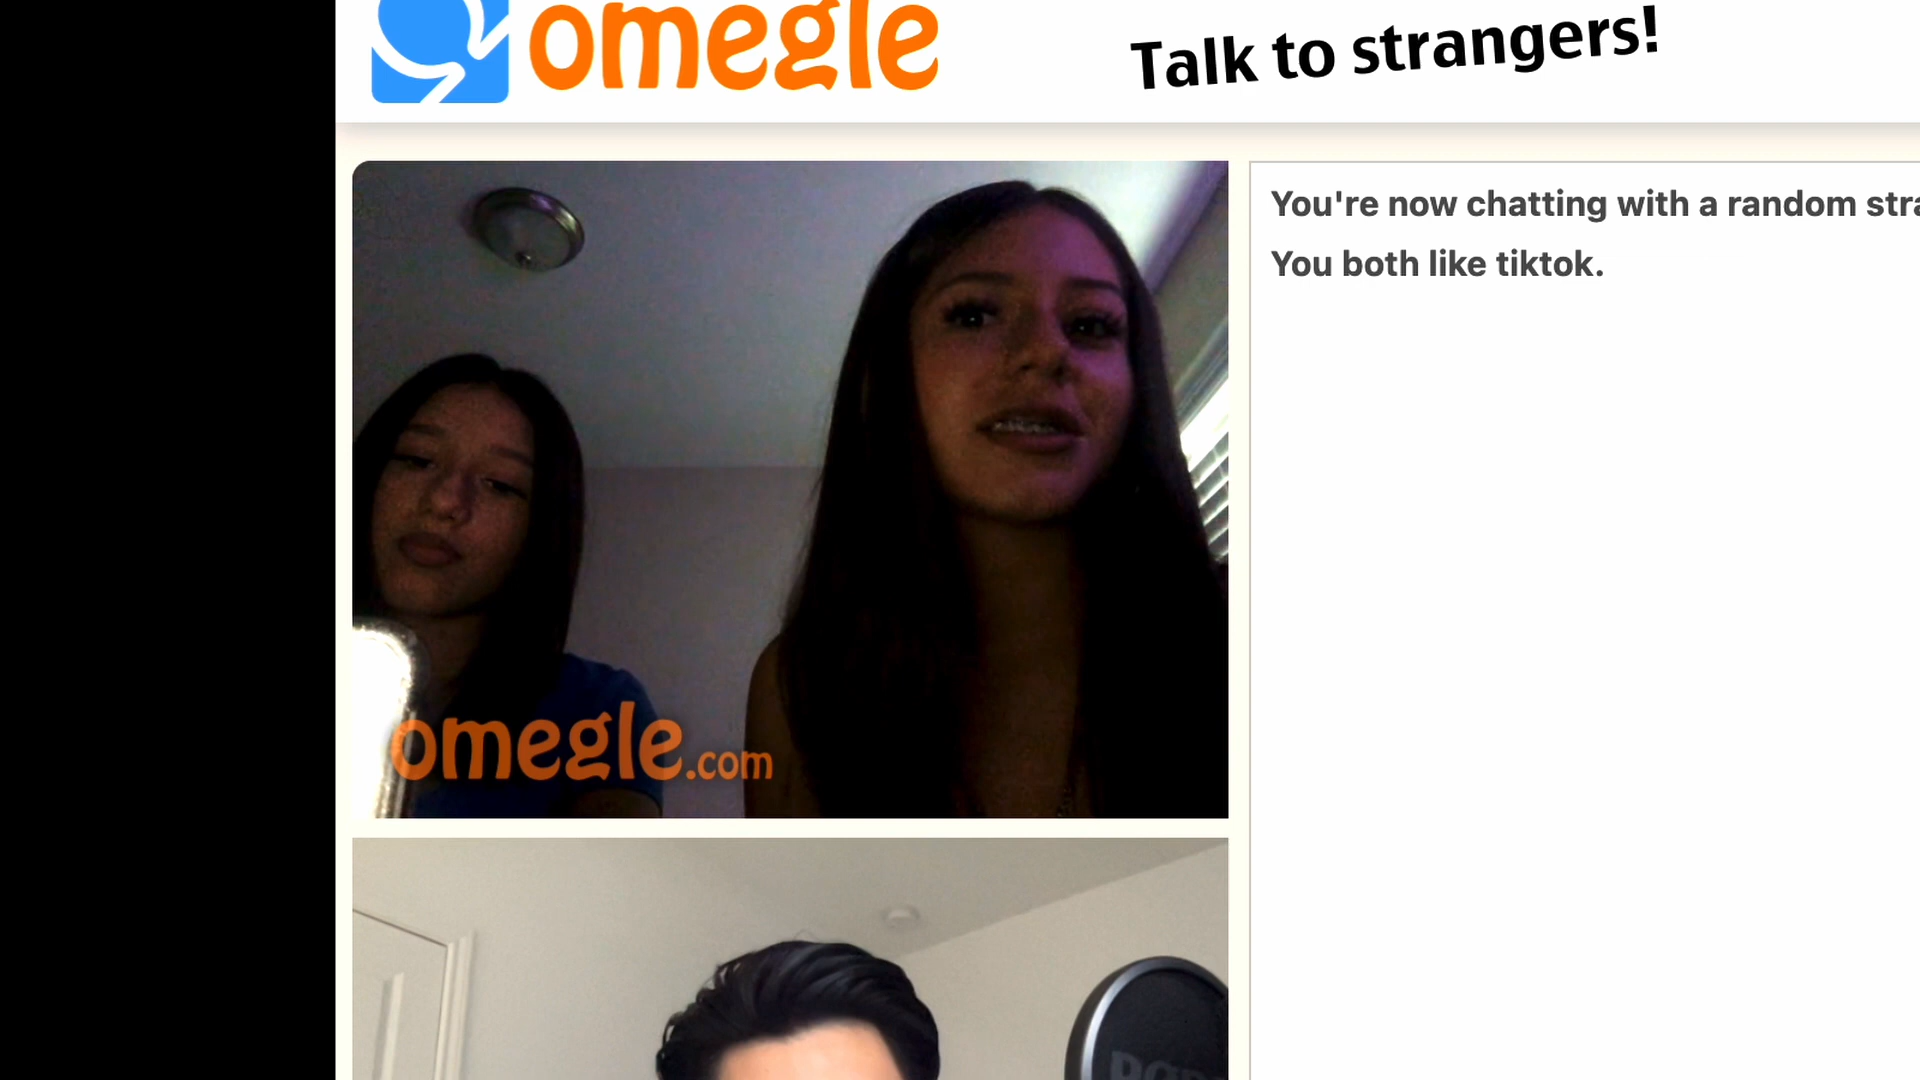 omegle
Talk to strangers!
You're now chatting with a random stra
You both like tiktok.
omegle.com